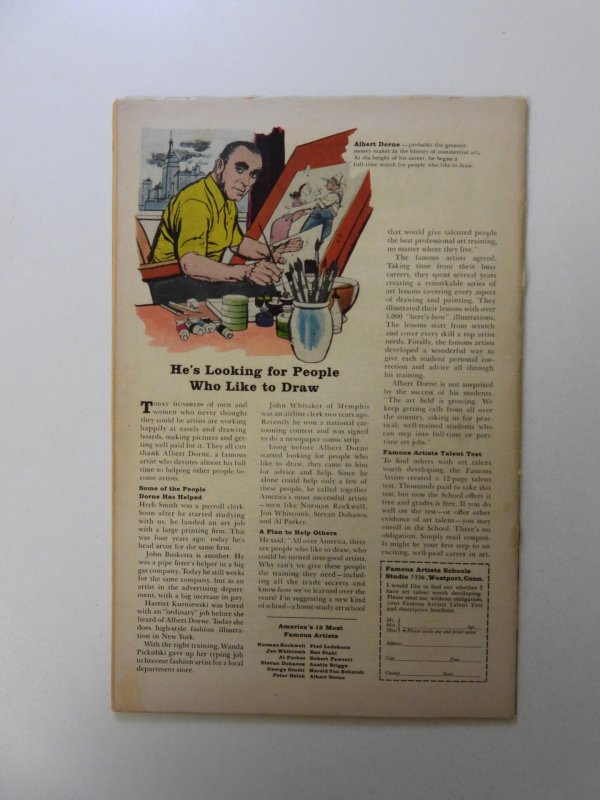 Albert Dorne — probably the greatest
money-maker in the history of commercial art.
At the height of his career, he began a
full-time search for people who like to draw.
He's Looking for People
Who Like to Draw
TODAY HUNDREDS of men and
women who never thought
they could be artists are working
happily at easels and drawing
boards, making pictures and get-
ting well paid for it. They all can
thank Albert Dorne, a famous
artist who devotes almost his full
time to helping other people be-
come artists.
Some of the People
Dorne Has Helped
Herb Smith was a payroll clerk.
Soon after he started studying
with us, he landed an art job
with a large printing firm. This
was four years ago; today he's
head artist for the same firm.
John Busketta is another. He
was a pipe fitter's helper in a big
gas company. Today he still works
for the same company, but as an
artist in the advertising depart-
ment, with a big increase in pay.
Harriet Kuzniewski was bored
with an "ordinary" job before she
heard of Albert Dorne. Today she
does high-style fashion illustra-
tion in New York.
With the right training, Wanda
Pickulski gave up her typing job
to become fashion artist for a local
department store.
John Whitaker of Memphis
was an airline clerk two years ago.
Recently he won a national car-
tooning contest and was signed
to do a newspaper comic strip.
Long before Albert Dorne
started looking for people who
like to draw, they came to him
for advice and help. Since he
alone could help only a few of
these people, he called together
America's most successful artists
—men like Norman Rockwell,
Jon Whitcomb, Stevan Dohanos
and Al Parker.
A Plan to Help Others
He said: "All over America, there
are people who like to draw, who
could be turned into good artists.
Why can't we give these people
the training they need—includ-
ing all the trade secrets and
know how we've learned over the
years? I'm suggesting a new kind
of school—a home study art school
America's 12 Most
Famous Artists
Norman Rockwell Fred Ludekens
Jon Whitcomb Ben Stahl
Al Parker Robert Fawcett
Stevan Dohanos Austin Briggs
George Giusti Harold Von Schmidt
Peter Helck Albert Dorne
that would give talented people
the best professional art training,
no matter where they live."
The famous artists agreed.
Taking time from their busy
careers, they spent several years
creating a remarkable series of
art lessons covering every aspect
of drawing and painting. They
illustrated their lessons with over
5,000 "here's-how" illustrations.
The lessons start from scratch
and cover every skill a top artist
needs. Finally, the famous artists
developed a wonderful way to
give each student personal cor-
rection and advice all through
his training.
Albert Dorne is not surprised
by the success of his students.
"The art field is growing. We
keep getting calls from all over
the country, asking us for prac-
tical, well-trained students who
can step into full-time or part-
time art jobs."
Famous Artists Talent Test
To find others with art talent
worth developing, the Famous
Artists created a 12-page talent
test. Thousands paid to take this
test, but now the School offers it
free and grades it free. If you do
well on the test—or offer other
evidence of art talent—you may
enroll in the School. There's no
obligation. Simply mail coupon.
It might be your first step to an
exciting, well-paid career in art.
Famous Artists Schools
Studio 7556, Westport, Conn.
I would like to find out whether I
have art talent worth developing.
Please send me, without obligation,
your Famous Artists Talent Test
and descriptive brochure.
Mr.
Mrs. Age
Miss Please circle one and print name
Address
City Zone
County State